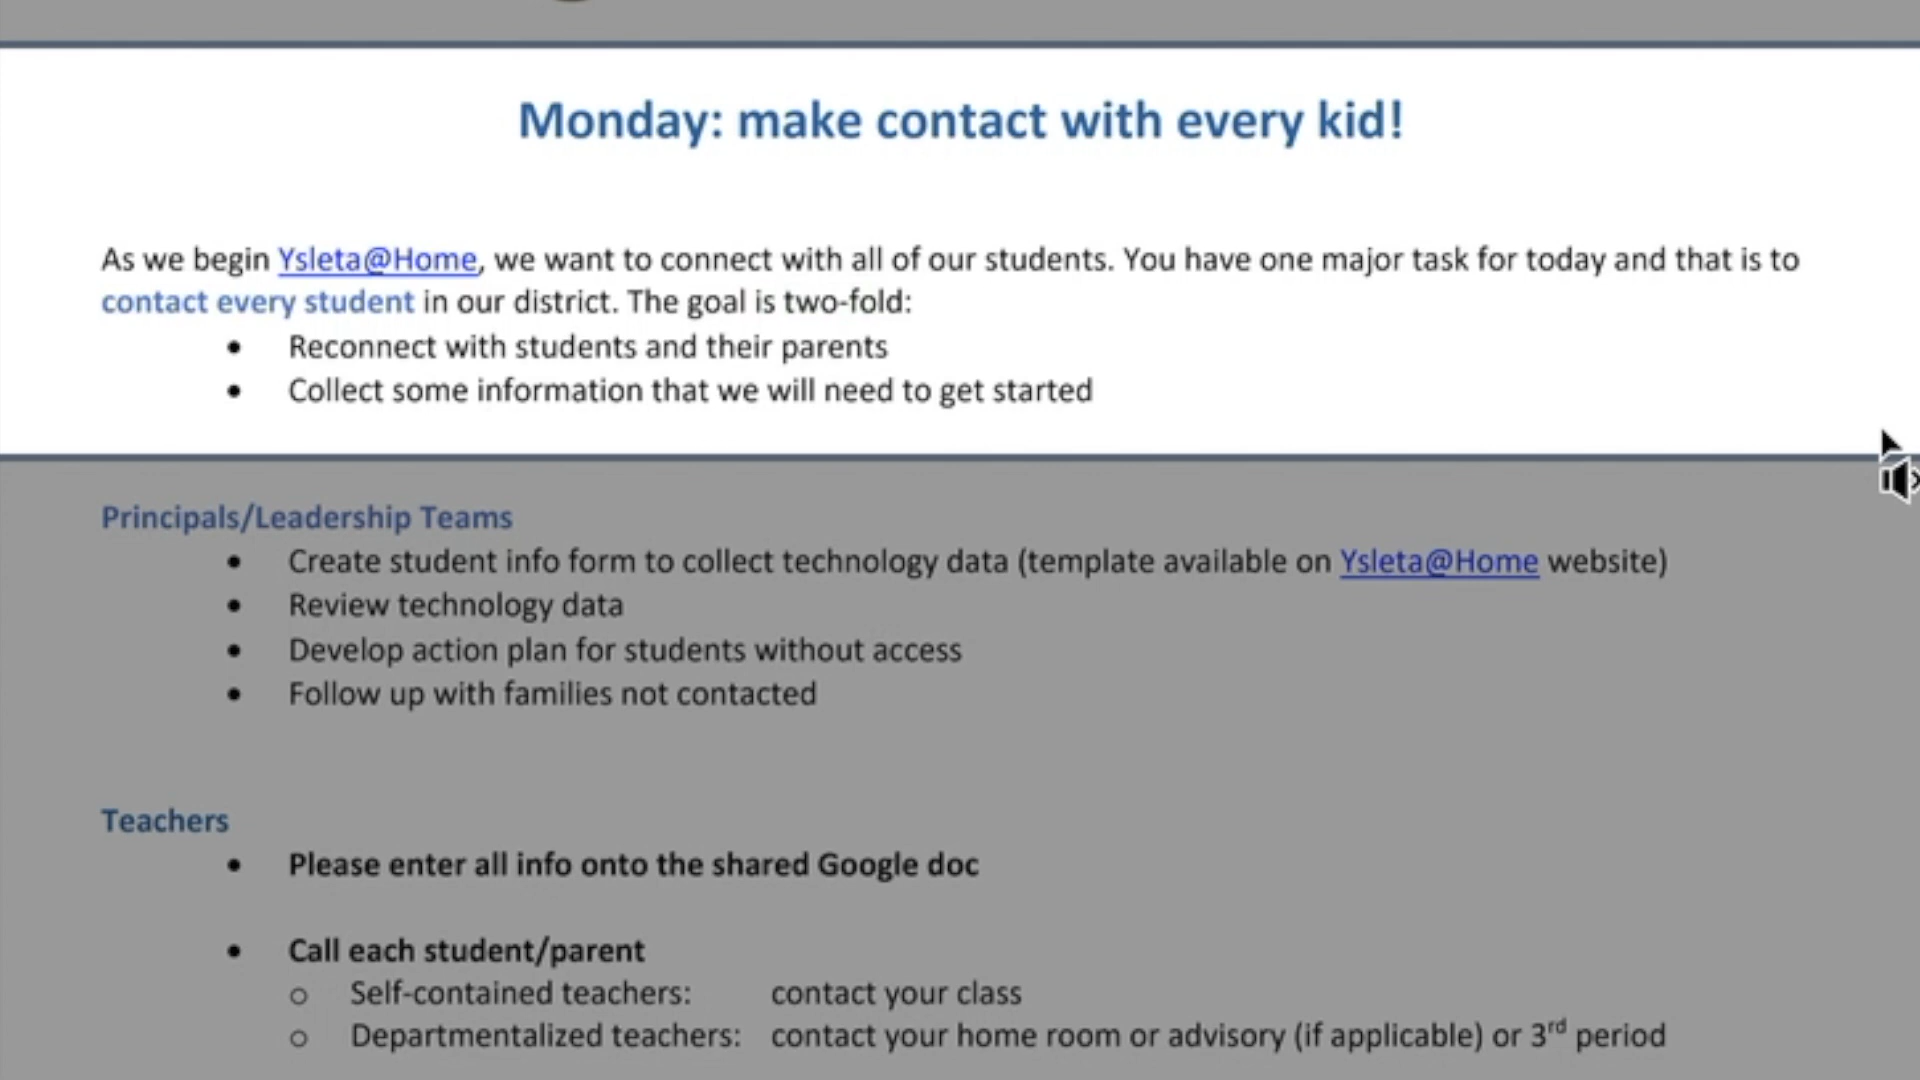 Monday: make contact with every kid!
As we begin Ysleta@Home, we want to connect with all of our students. You have one major task for today and that is to
contact every student in our district. The goal is two-fold:
• Reconnect with students and their parents
• Collect some information that we will need to get started
Principals/Leadership Teams
• Create student info form to collect technology data (template available on Ysleta@Home website)
• Review technology data
• Develop action plan for students without access
• Follow up with families not contacted
Teachers
• Please enter all info onto the shared Google doc
• Call each student/parent
o Self-contained teachers: contact your class
o Departmentalized teachers: contact your home room or advisory (if applicable) or 3rd period